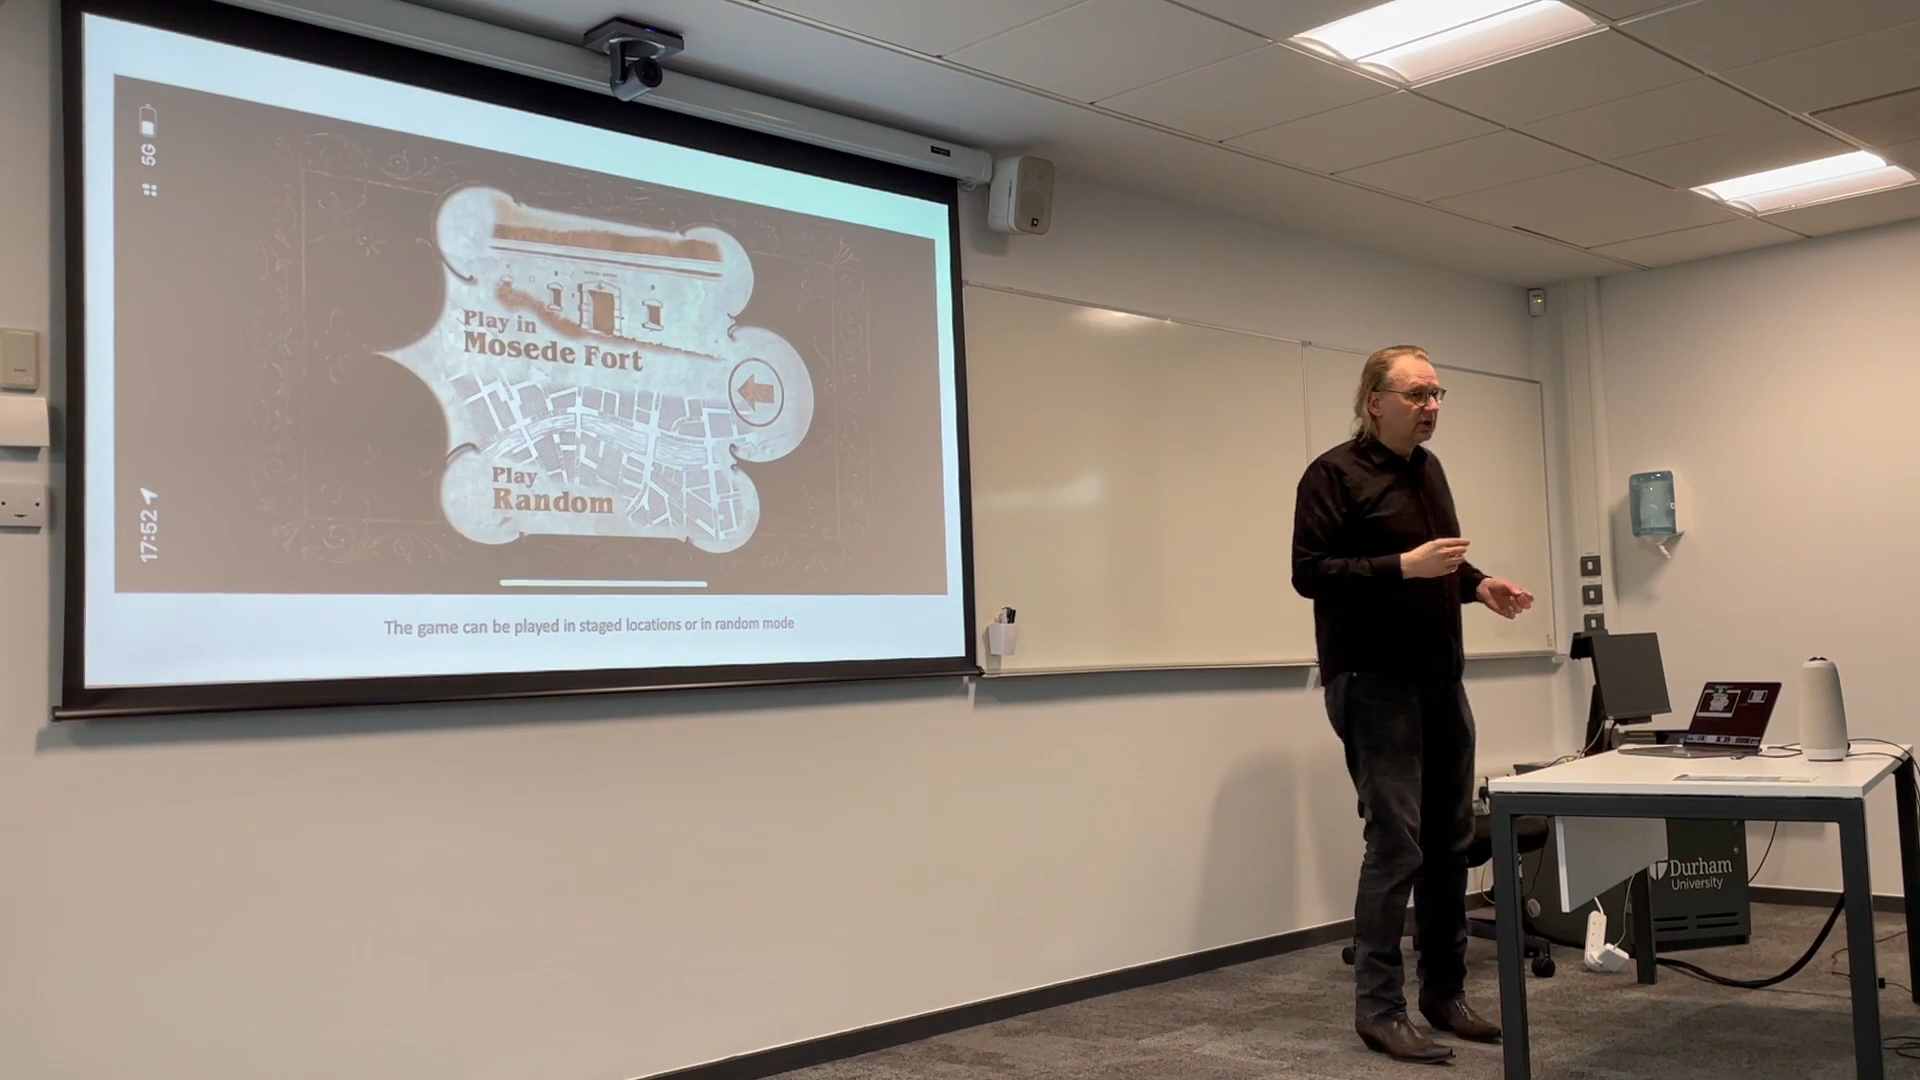 5G
17:52
Play in
Mosede Fort
Play
Random
The game can be played in staged locations or in random mode
Durham
University